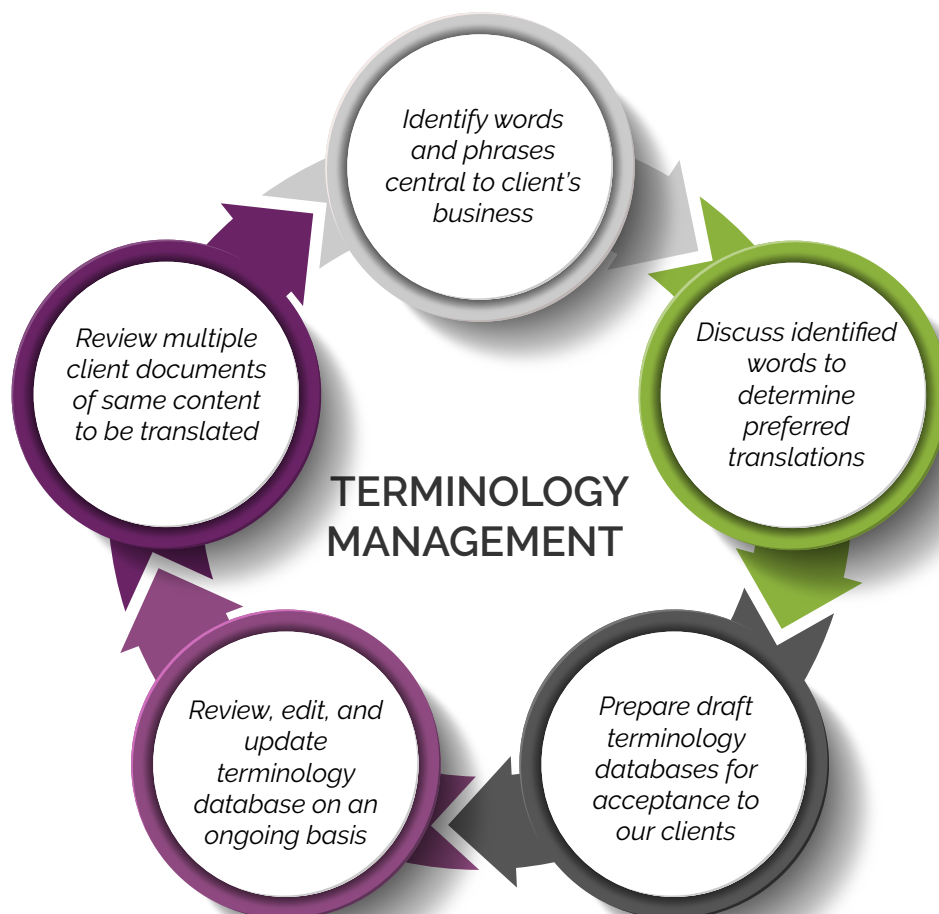 Identify words
and phrases
central to client's
business
Discuss identified
words to
determine
preferred
translations
Prepare draft
terminology
databases for
acceptance to
our clients
Review, edit, and
update
terminology
database on an
ongoing basis
Review multiple
client documents
of same content
to be translated
TERMINOLOGY
MANAGEMENT